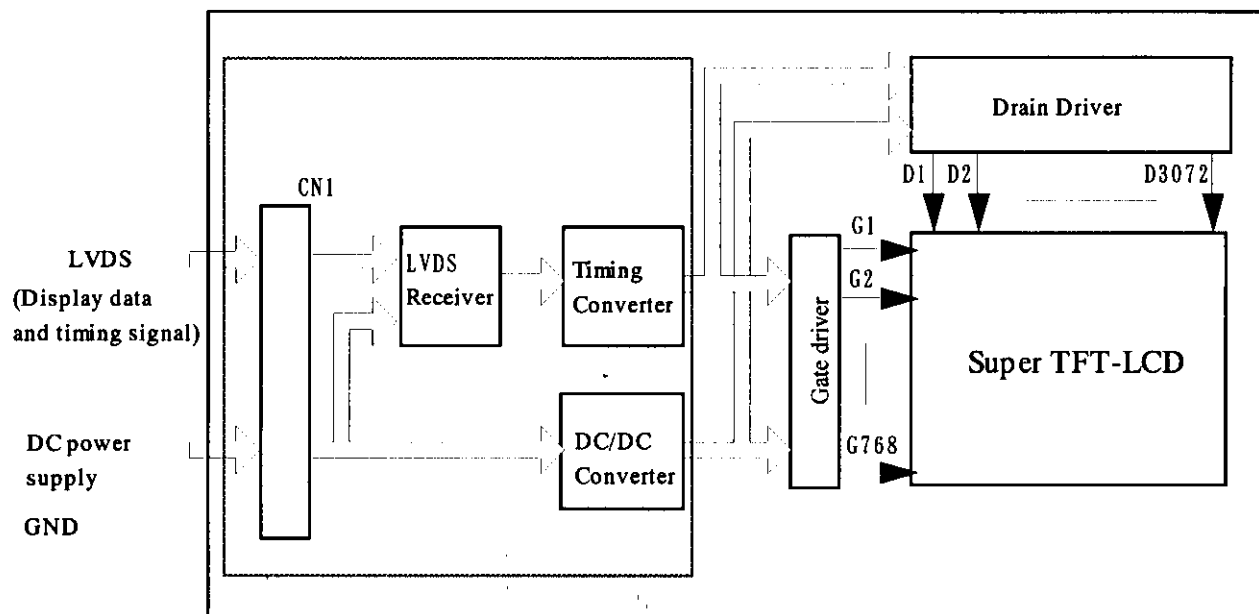 Drain Driver
D1
D2
D3072
CN1
G1
LVDS
(Display data
and timing signal)
LVDS
Receiver
Timing
Converter
G2
Gate driver
Super TFT-LCD
DC power
supply
GND
DC/DC
Converter
G768